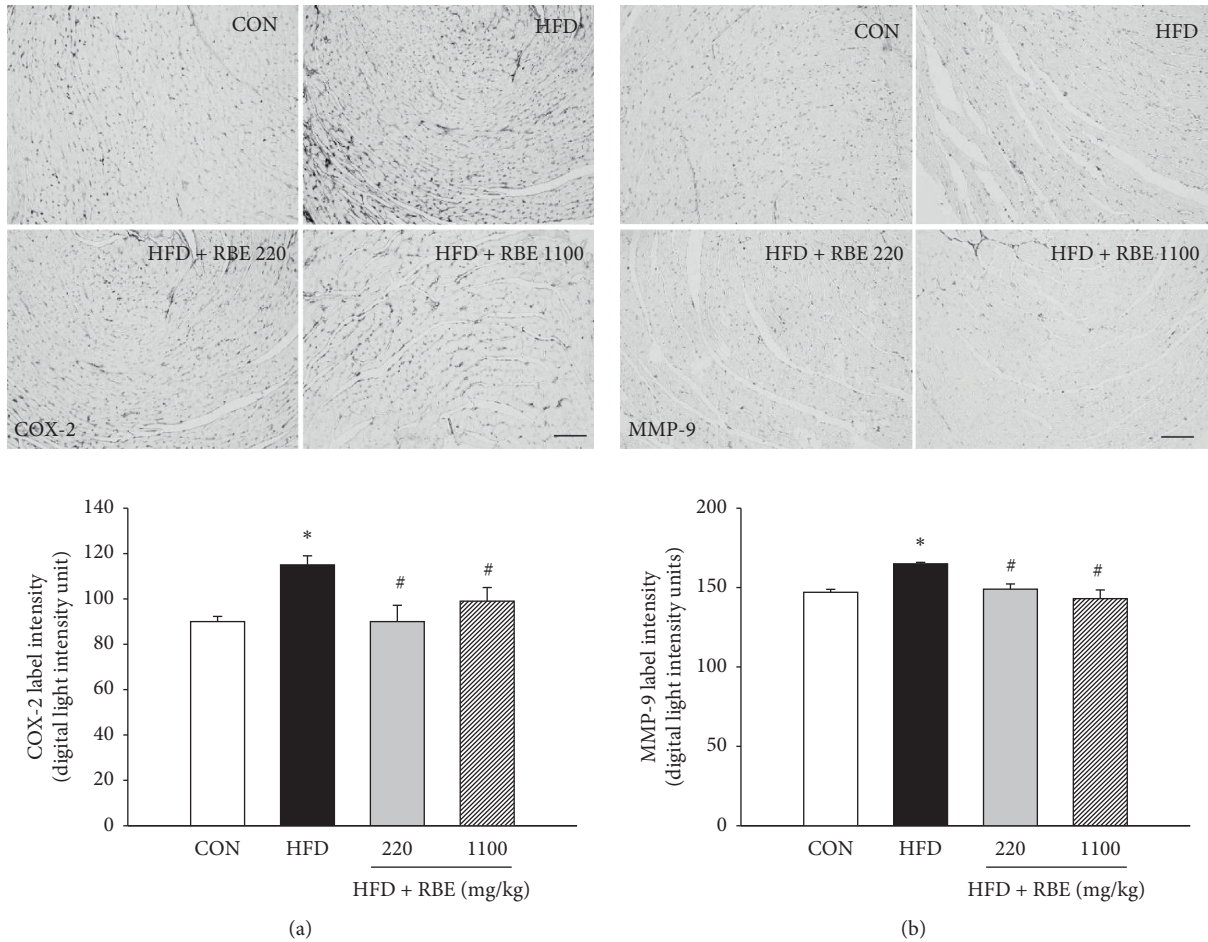 CON
HFD
HFD + RBE 220
HFD + RBE 1100
COX-2
140
120
100
80
60
40
20
0
COX-2 label intensity
(digital light intensity unit)
*
#
#
CON
HFD
220
1100
HFD + RBE (mg/kg)
(a)
CON
HFD
HFD + RBE 220
HFD + RBE 1100
MMP-9
200
150
100
50
0
MMP-9 label intensity
(digital light intensity units)
*
#
#
CON
HFD
220
1100
HFD + RBE (mg/kg)
(b)